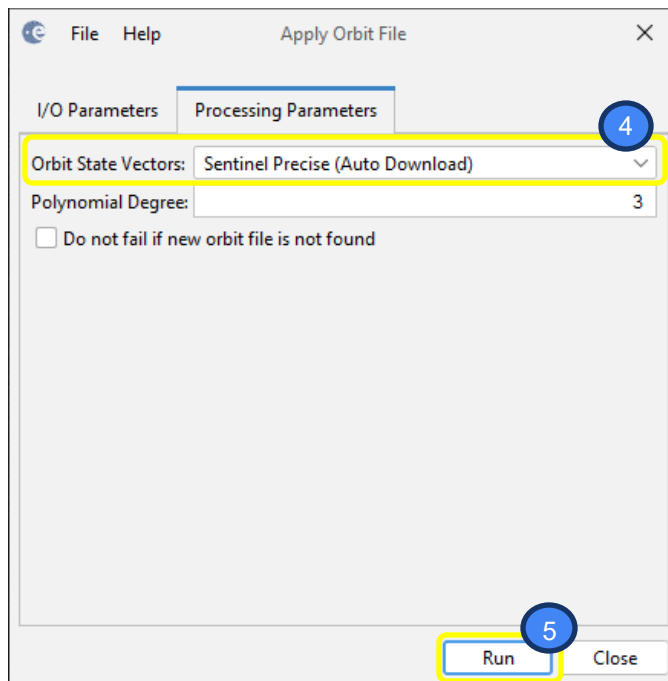 File Help Apply Orbit File
I/O Parameters Processing Parameters
4
Orbit State Vectors: Sentinel Precise (Auto Download)
Polynomial Degree: 3
Do not fail if new orbit file is not found
5
Run Close